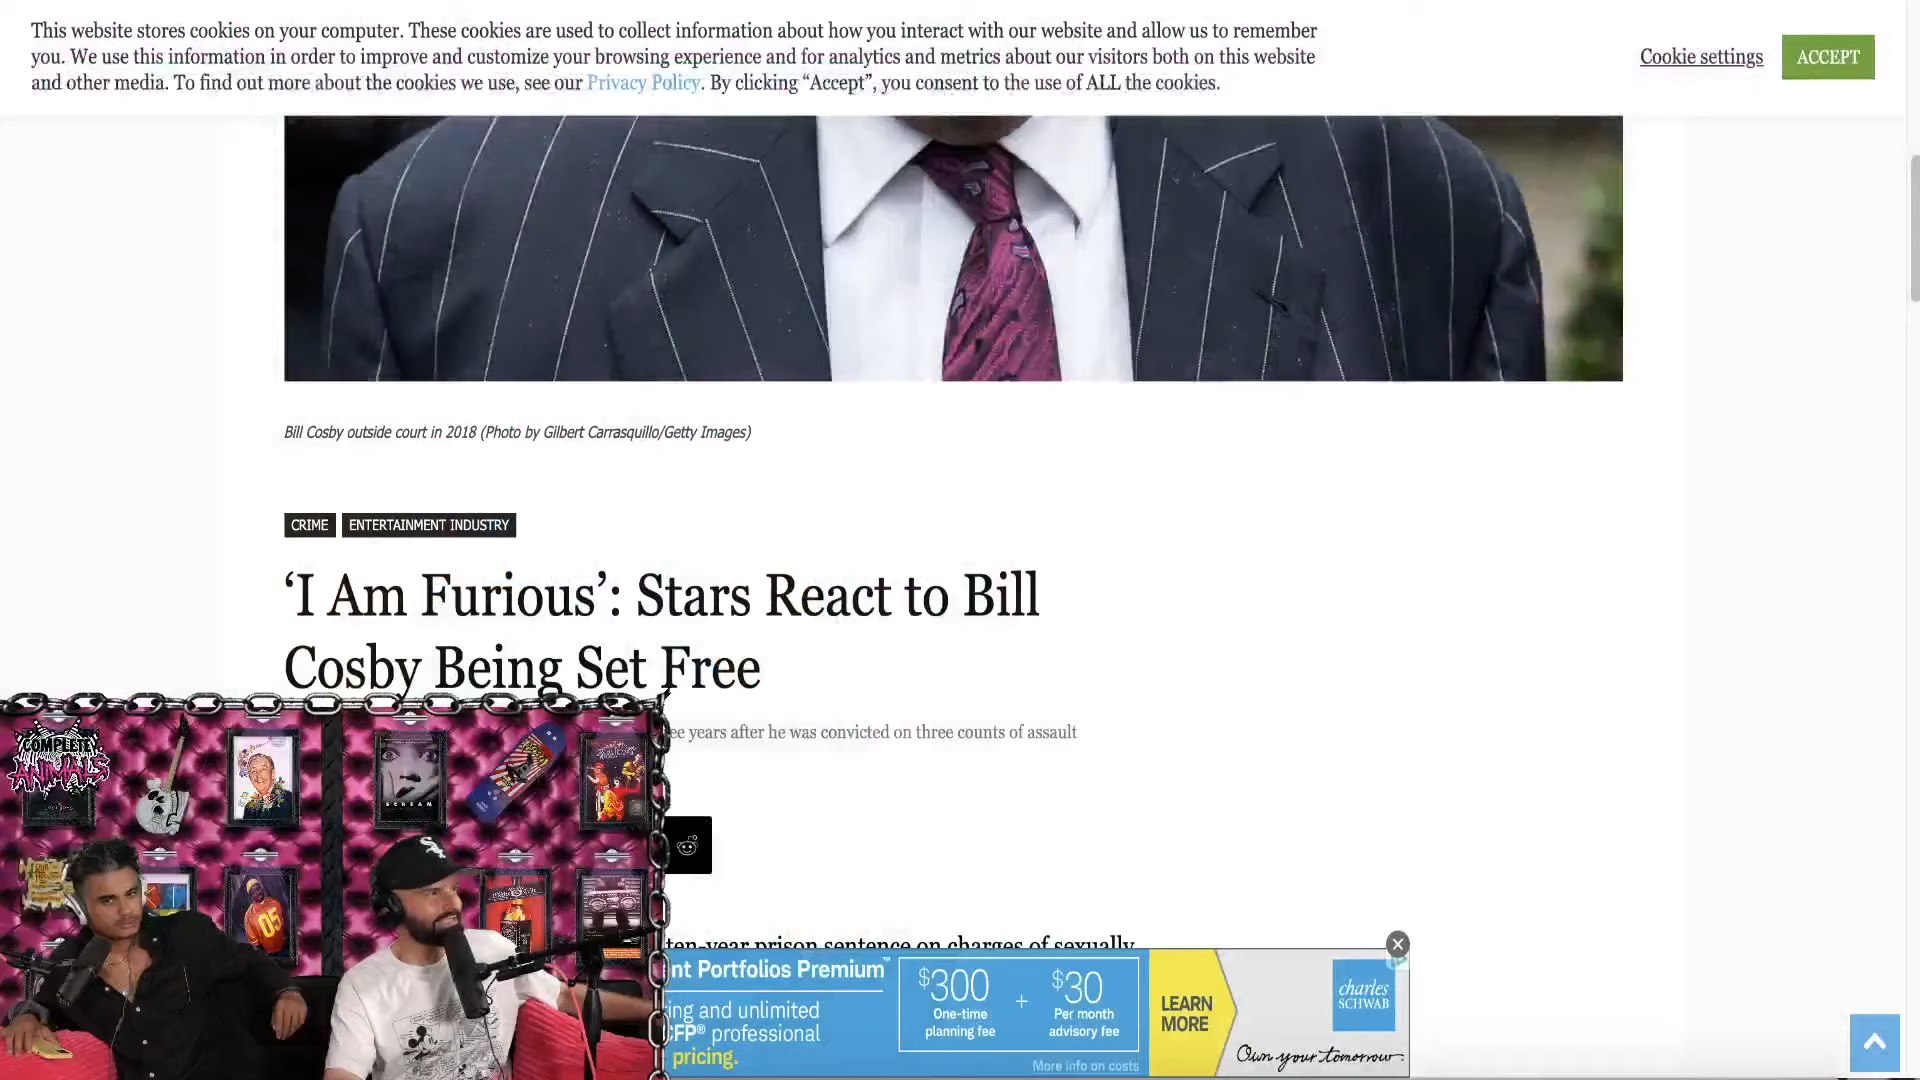 This website stores cookies on your computer. These cookies are used to collect information about how you interact with our website and allow us to remember
you. We use this information in order to improve and customize your browsing experience and for analytics and metrics about our visitors both on this website
and other media. To find out more about the cookies we use, see our Privacy Policy. By clicking “Accept”, you consent to the use of ALL the cookies.
Cookie settings
ACCEPT
Bill Cosby outside court in 2018 (Photo by Gilbert Carrasquillo/Getty Images)
CRIME
ENTERTAINMENT INDUSTRY
‘I Am Furious’: Stars React to Bill
Cosby Being Set Free
years after he was convicted on three counts of assault
COMPLETE
ANIMALS
SCREAM
05
ten-year prison sentence on charges of sexually
nt Portfolios Premium™
ing and unlimited
CFP® professional
pricing.
$300
One-time
planning fee
+
$30
Per month
advisory fee
More info on costs
LEARN
MORE
charles
SCHWAB
Own your tomorrow